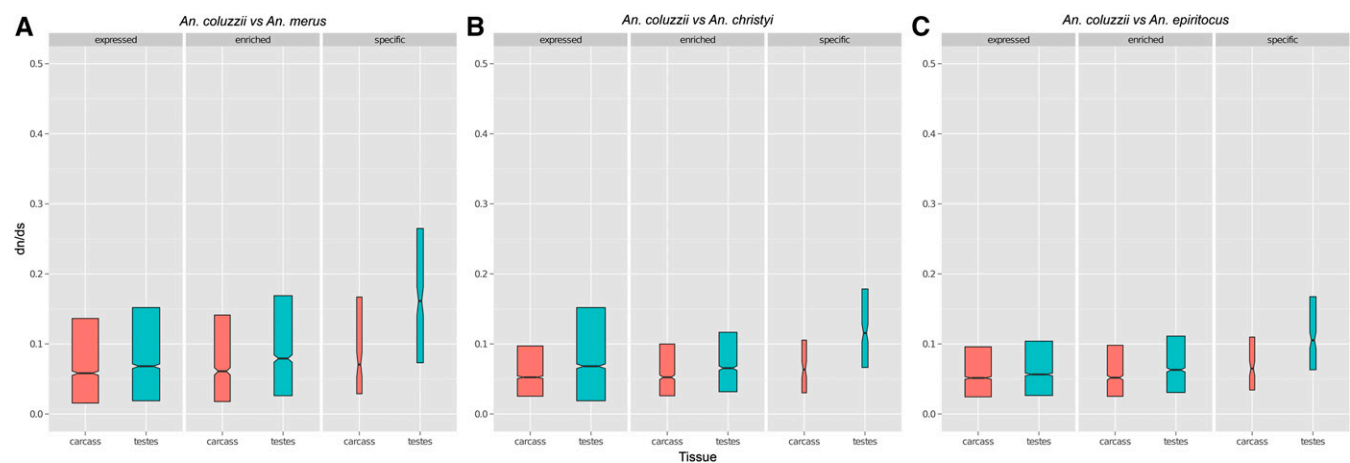 A An. coluzzii vs An. merus
expressed enriched specific
0.5
0.4
0.3
0.2
0.1
0.0
dn/ds
carcass testes carcass testes carcass testes
B An. coluzzii vs An. christyi
expressed enriched specific
0.5
0.4
0.3
0.2
0.1
0.0
carcass testes carcass testes carcass testes
Tissue
C An. coluzzii vs An. epiritocus
expressed enriched specific
0.5
0.4
0.3
0.2
0.1
0.0
carcass testes carcass testes carcass testes